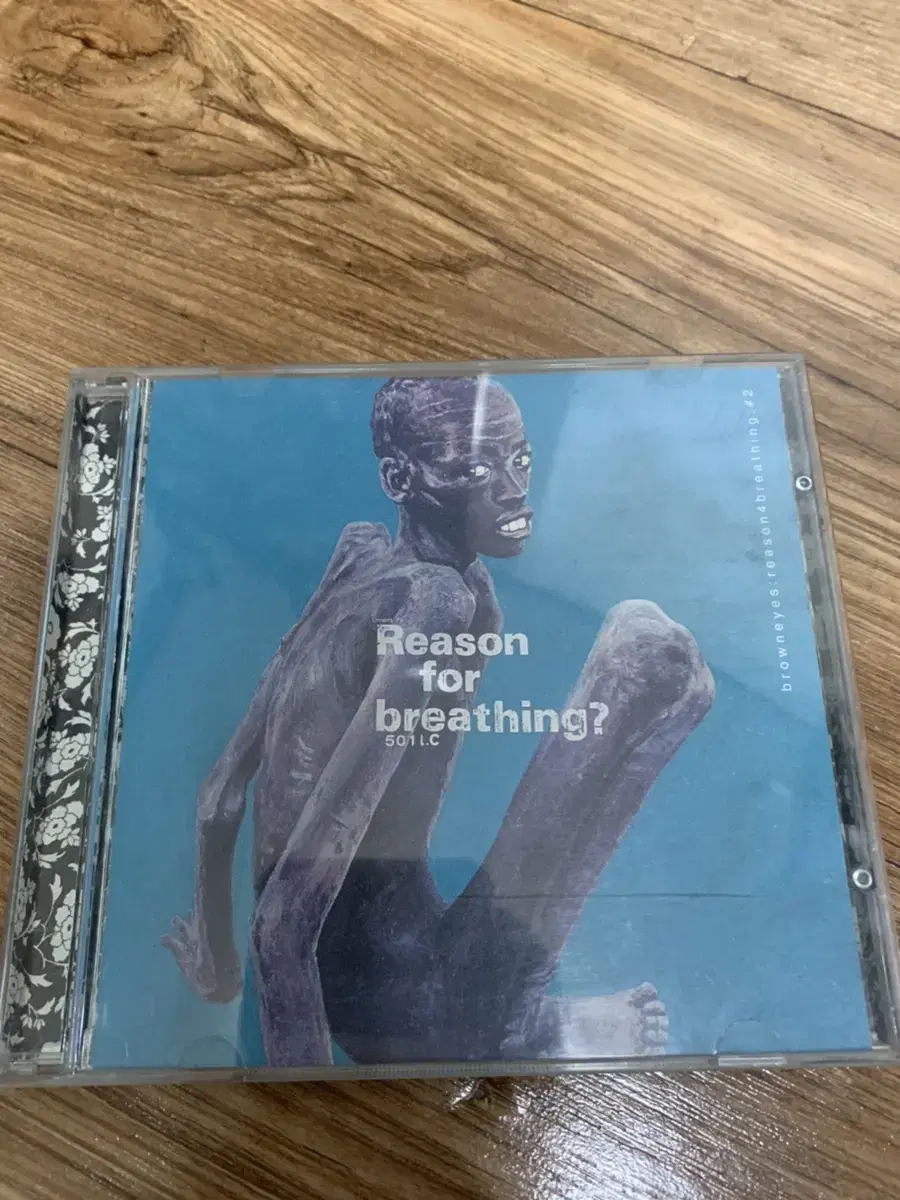 Reason
for
breathing?
501 I.C
browneyes:reason4breathing:#2